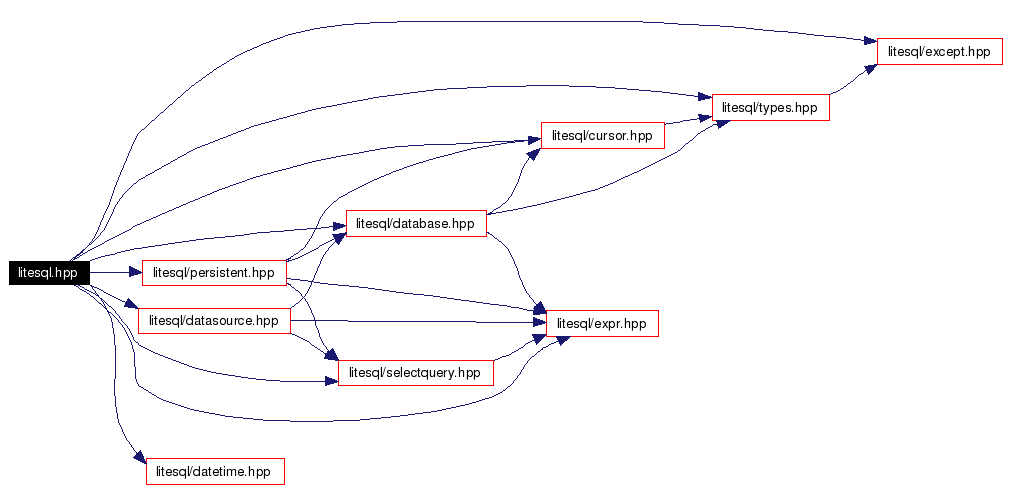 litesql/except.hpp
litesql/types.hpp
litesql/cursor.hpp
litesql/database.hpp
litesql.hpp
litesql/persistent.hpp
litesql/datasource.hpp
litesql/expr.hpp
litesql/selectquery.hpp
litesql/datetime.hpp